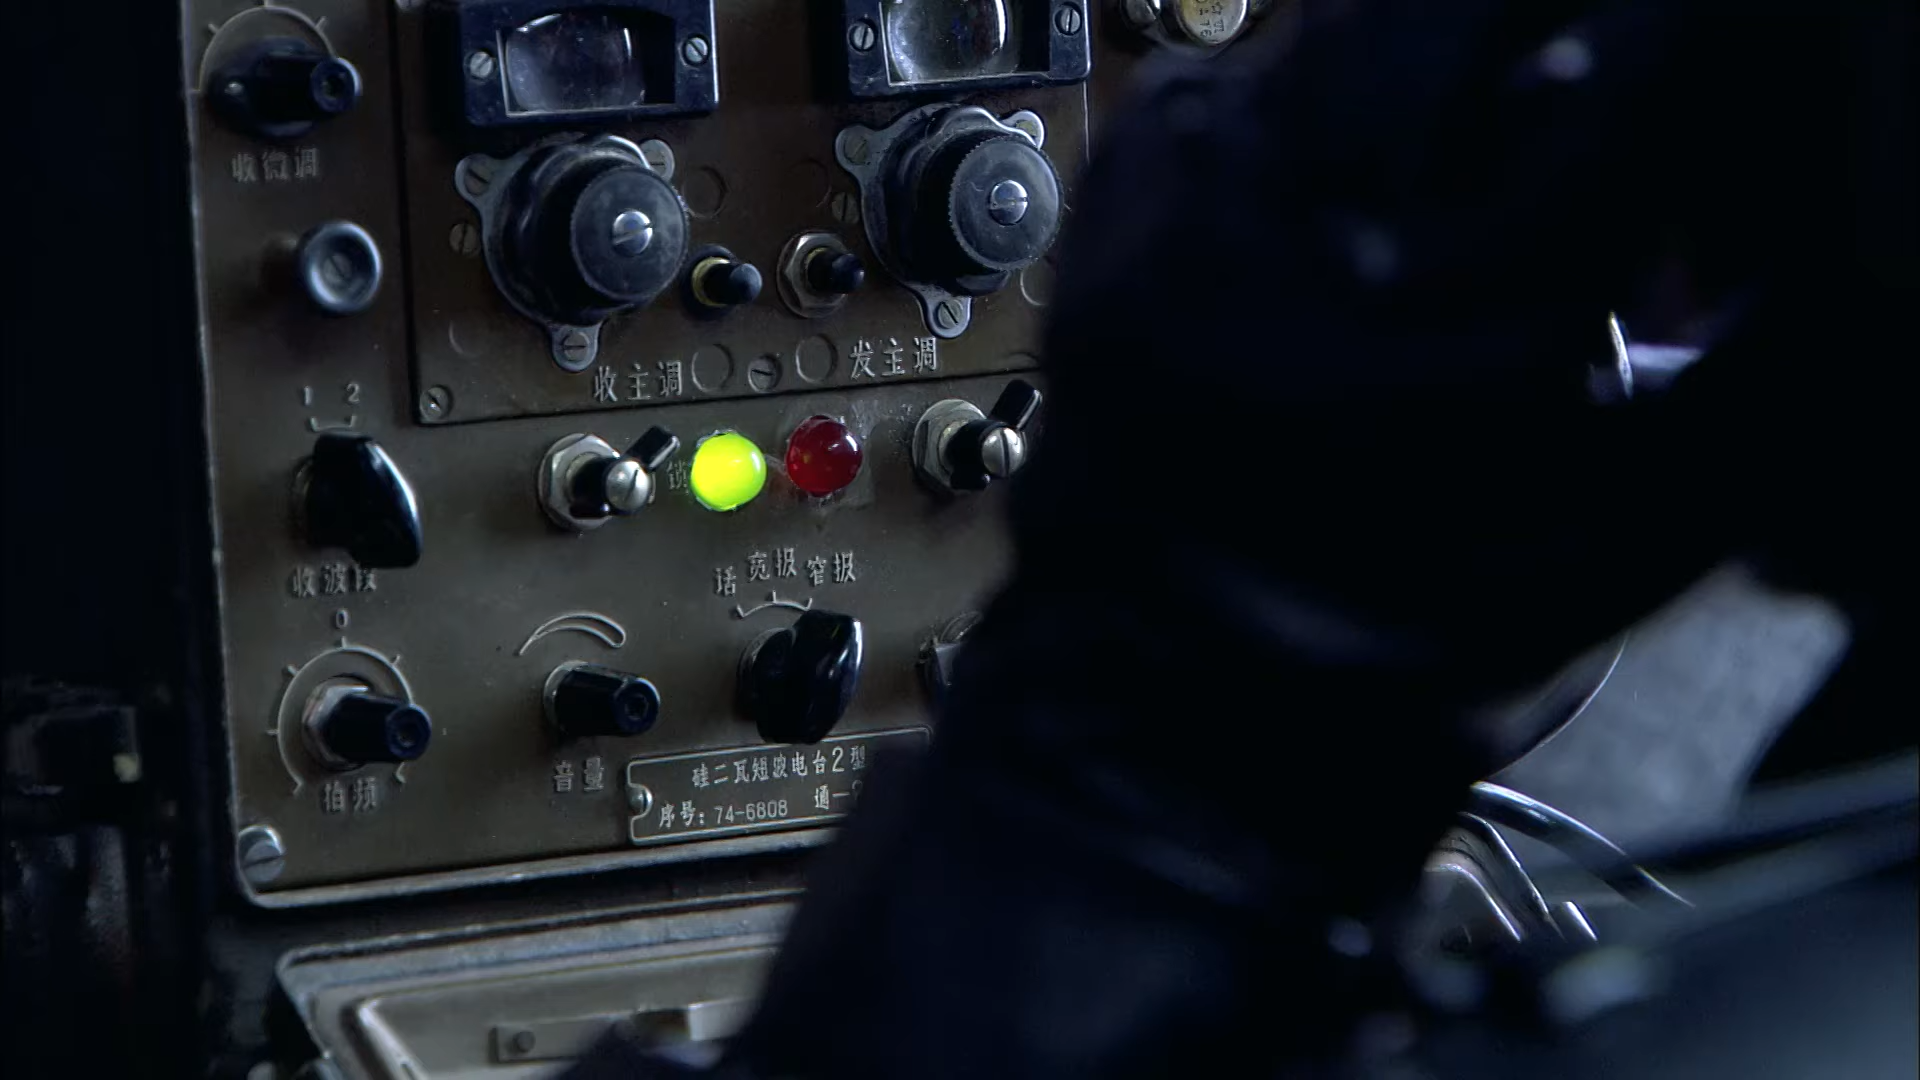 收微调
收主调
发主调
1 2
锁
收波段
话 宽报 窄报
0
拍频
音量
硅二瓦短波电台2型
序号：74-6808 通-2